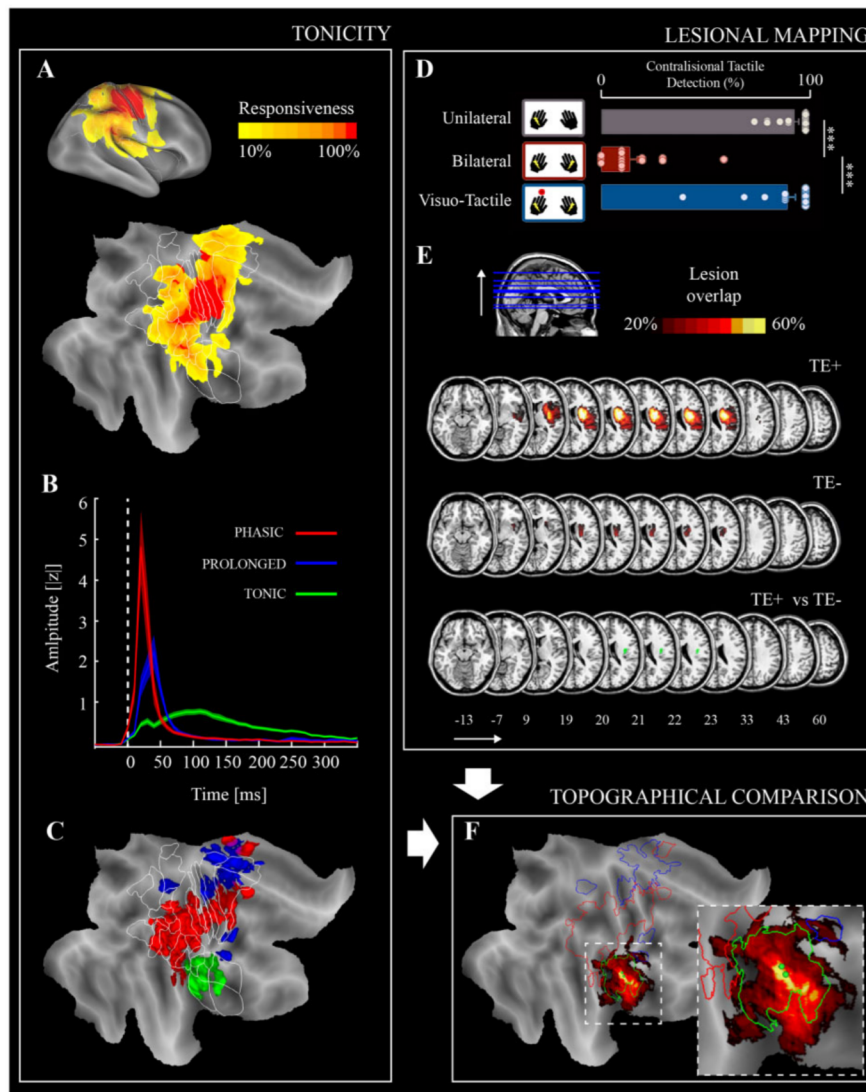 TONICITY
A
Responsiveness
10% 100%
B
6
5
4
3
2
1
Amlpitude [|z|]
PHASIC
PROLONGED
TONIC
0 50 100 150 200 250 300
Time [ms]
C
LESIONAL MAPPING
D
Contralisional Tactile
Detection (%)
0 100
Unilateral
Bilateral
Visuo-Tactile
***
***
E
Lesion
overlap
20% 60%
TE+
TE-
TE+ vs TE-
-13 -7 9 19 20 21 22 23 33 43 60
TOPOGRAPHICAL COMPARISON
F